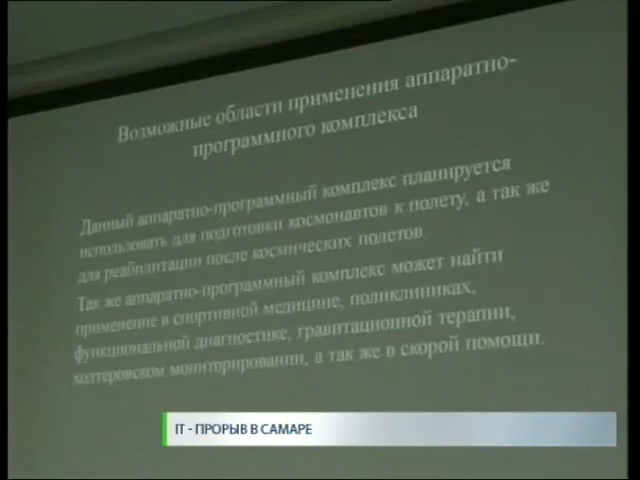 Возможные области применения аппаратно-
программного комплекса
Данный аппаратно-программный комплекс планируется
использовать для подготовки космонавтов к полету, а так же
для реабилитации после космических полетов
Так же аппаратно-программный комплекс может найти
применение в спортивной медицине, поликлиниках,
функциональной диагностике, гравитационной терапии,
холтеровском мониторировании, а так же в скорой помощи.
IT - ПРОРЫВ В САМАРЕ